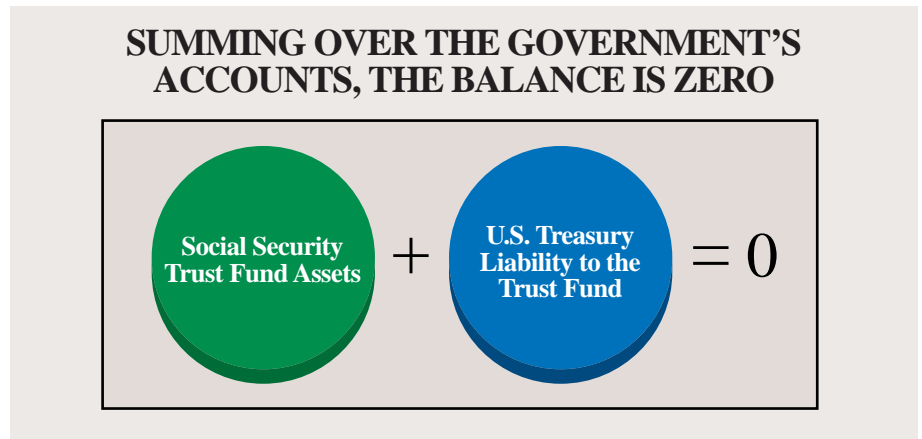 SUMMING OVER THE GOVERNMENT’S
ACCOUNTS, THE BALANCE IS ZERO
Social Security
Trust Fund Assets
+
U.S. Treasury
Liability to the
Trust Fund
= 0